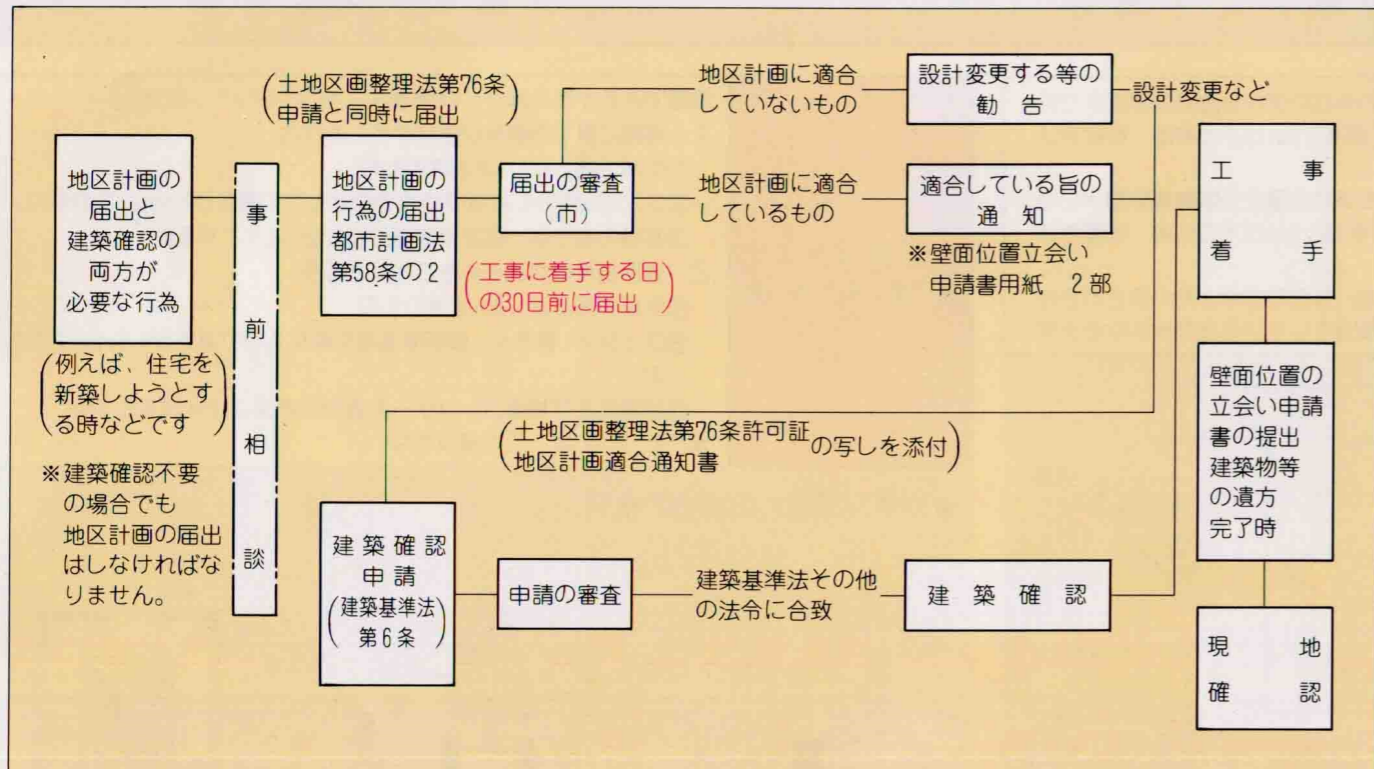 地区計画の
届出と
建築確認の
両方が
必要な行為
(例えば、住宅を
新築しようとす
る時などです)
※建築確認不要
の場合でも
地区計画の届出
はしなければな
りません。
事前相談
(土地区画整理法第76条
申請と同時に届出)
地区計画の
行為の届出
都市計画法
第58条の2
(工事に着手する日
の30日前に届出)
届出の審査
(市)
地区計画に適合
していないもの
設計変更する等の
勧告
設計変更など
地区計画に適合
しているもの
適合している旨の
通知
※壁面位置立会い
申請書用紙 2部
(土地区画整理法第76条許可証
地区計画適合通知書
の写しを添付)
建築確認
申請
(建築基準法
第6条)
申請の審査
建築基準法その他
の法令に合致
建築確認
工事
着手
壁面位置の
立会い申請
書の提出
建築物等
の遣方
完了時
現地
確認